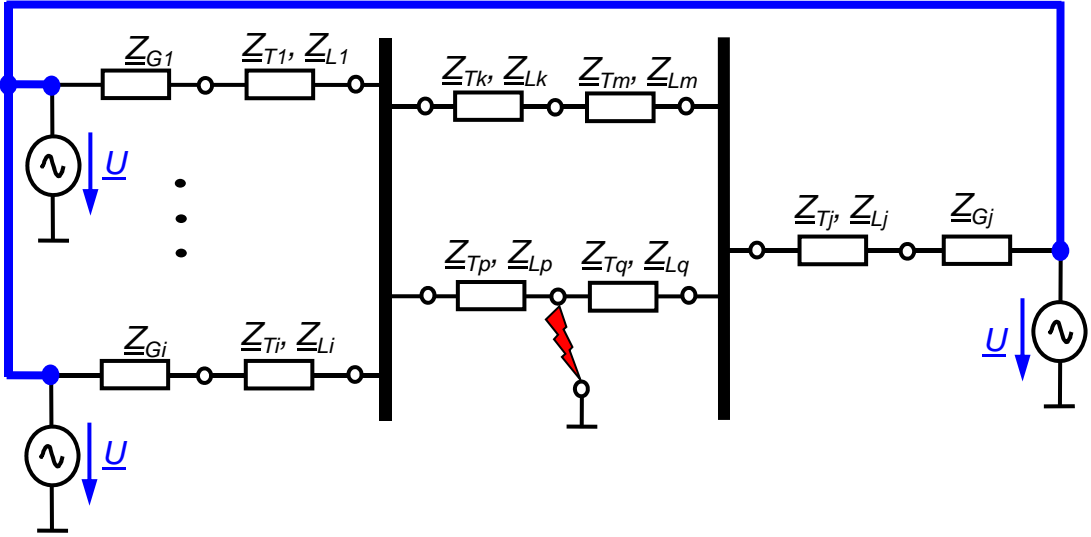 Z_G1
Z_T1, Z_L1
Z_Tk, Z_Lk
Z_Tm, Z_Lm
U
Z_Tj, Z_Lj
Z_Gj
Z_Tp, Z_Lp
Z_Tq, Z_Lq
Z_Gi
Z_Ti, Z_Li
U
U